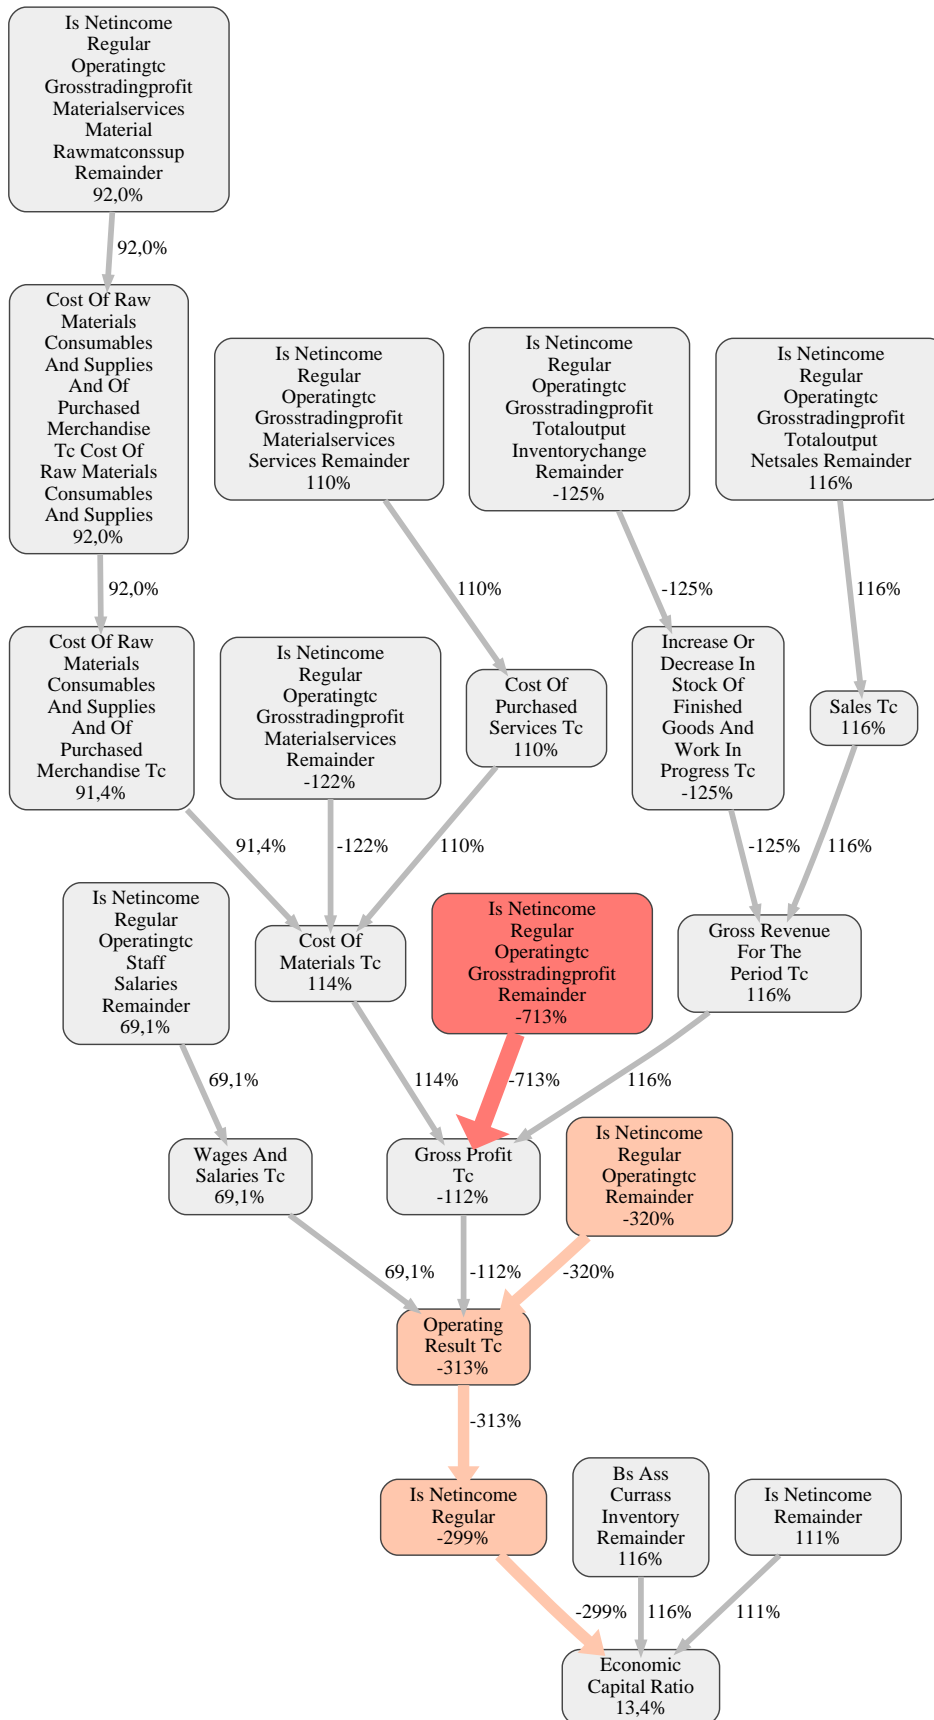 Is Netincome
Regular
Operatingtc
Grosstradingprofit
Materialservices
Material
Rawmatconssup
Remainder
92,0%
92,0%
Cost Of Raw
Materials
Consumables
And Supplies
And Of
Purchased
Merchandise
Tc Cost Of
Raw Materials
Consumables
And Supplies
92,0%
Is Netincome
Regular
Operatingtc
Grosstradingprofit
Materialservices
Services Remainder
110%
Is Netincome
Regular
Operatingtc
Grosstradingprofit
Totaloutput
Inventorychange
Remainder
-125%
Is Netincome
Regular
Operatingtc
Grosstradingprofit
Totaloutput
Netsales Remainder
116%
92,0%
110%
-125%
116%
Cost Of Raw
Materials
Consumables
And Supplies
And Of
Purchased
Merchandise Tc
91,4%
Is Netincome
Regular
Operatingtc
Grosstradingprofit
Materialservices
Remainder
-122%
Cost Of
Purchased
Services Tc
110%
Increase Or
Decrease In
Stock Of
Finished
Goods And
Work In
Progress Tc
-125%
Sales Tc
116%
91,4%
-122%
110%
-125%
116%
Is Netincome
Regular
Operatingtc
Staff
Salaries
Remainder
69,1%
Cost Of
Materials Tc
114%
Is Netincome
Regular
Operatingtc
Grosstradingprofit
Remainder
-713%
Gross Revenue
For The
Period Tc
116%
69,1%
114%
-713%
116%
Wages And
Salaries Tc
69,1%
Gross Profit
Tc
-112%
Is Netincome
Regular
Operatingtc
Remainder
-320%
69,1%
-112%
-320%
Operating
Result Tc
-313%
-313%
Is Netincome
Regular
-299%
Bs Ass
Currass
Inventory
Remainder
116%
Is Netincome
Remainder
111%
-299%
116%
111%
Economic
Capital Ratio
13,4%